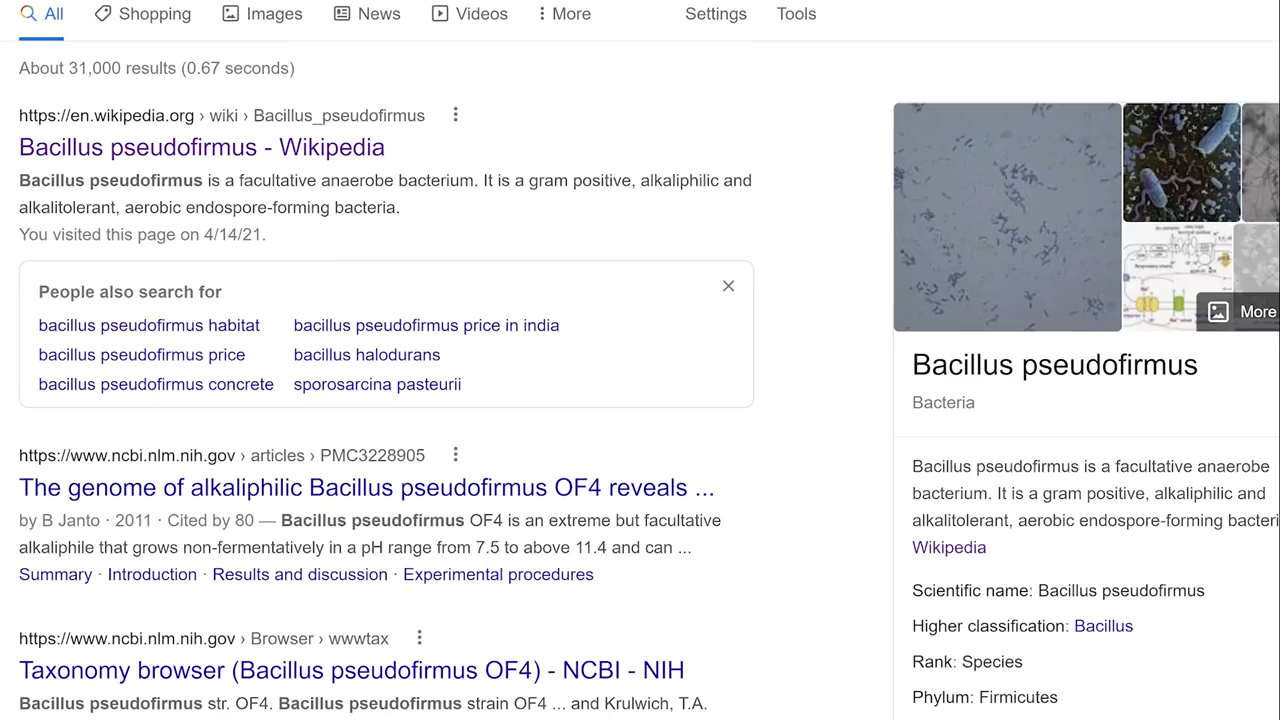 All Shopping Images News Videos More Settings Tools
About 31,000 results (0.67 seconds)
https://en.wikipedia.org › wiki › Bacillus_pseudofirmus
Bacillus pseudofirmus - Wikipedia
Bacillus pseudofirmus is a facultative anaerobe bacterium. It is a gram positive, alkaliphilic and
alkalitolerant, aerobic endospore-forming bacteria.
You visited this page on 4/14/21.
People also search for
bacillus pseudofirmus habitat bacillus pseudofirmus price in india
bacillus pseudofirmus price bacillus halodurans
bacillus pseudofirmus concrete sporosarcina pasteurii
https://www.ncbi.nlm.nih.gov › articles › PMC3228905
The genome of alkaliphilic Bacillus pseudofirmus OF4 reveals ...
by B Janto · 2011 · Cited by 80 — Bacillus pseudofirmus OF4 is an extreme but facultative
alkaliphile that grows non-fermentatively in a pH range from 7.5 to above 11.4 and can ...
Summary · Introduction · Results and discussion · Experimental procedures
https://www.ncbi.nlm.nih.gov › Browser › wwwtax
Taxonomy browser (Bacillus pseudofirmus OF4) - NCBI - NIH
Bacillus pseudofirmus str. OF4. Bacillus pseudofirmus strain OF4 ... and Krulwich, T.A.
More
Bacillus pseudofirmus
Bacteria
Bacillus pseudofirmus is a facultative anaerobe
bacterium. It is a gram positive, alkaliphilic and
alkalitolerant, aerobic endospore-forming bacteri
Wikipedia
Scientific name: Bacillus pseudofirmus
Higher classification: Bacillus
Rank: Species
Phylum: Firmicutes